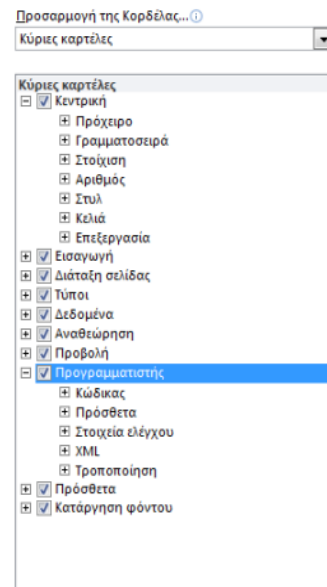 Προσαρμογή της Κορδέλας...
Κύριες καρτέλες
Κύριες καρτέλες
Κεντρική
Πρόχειρο
Γραμματοσειρά
Στοίχιση
Αριθμός
Στυλ
Κελιά
Επεξεργασία
Εισαγωγή
Διάταξη σελίδας
Τύποι
Δεδομένα
Αναθεώρηση
Προβολή
Προγραμματιστής
Κώδικας
Πρόσθετα
Στοιχεία ελέγχου
XML
Τροποποίηση
Πρόσθετα
Κατάργηση φόντου